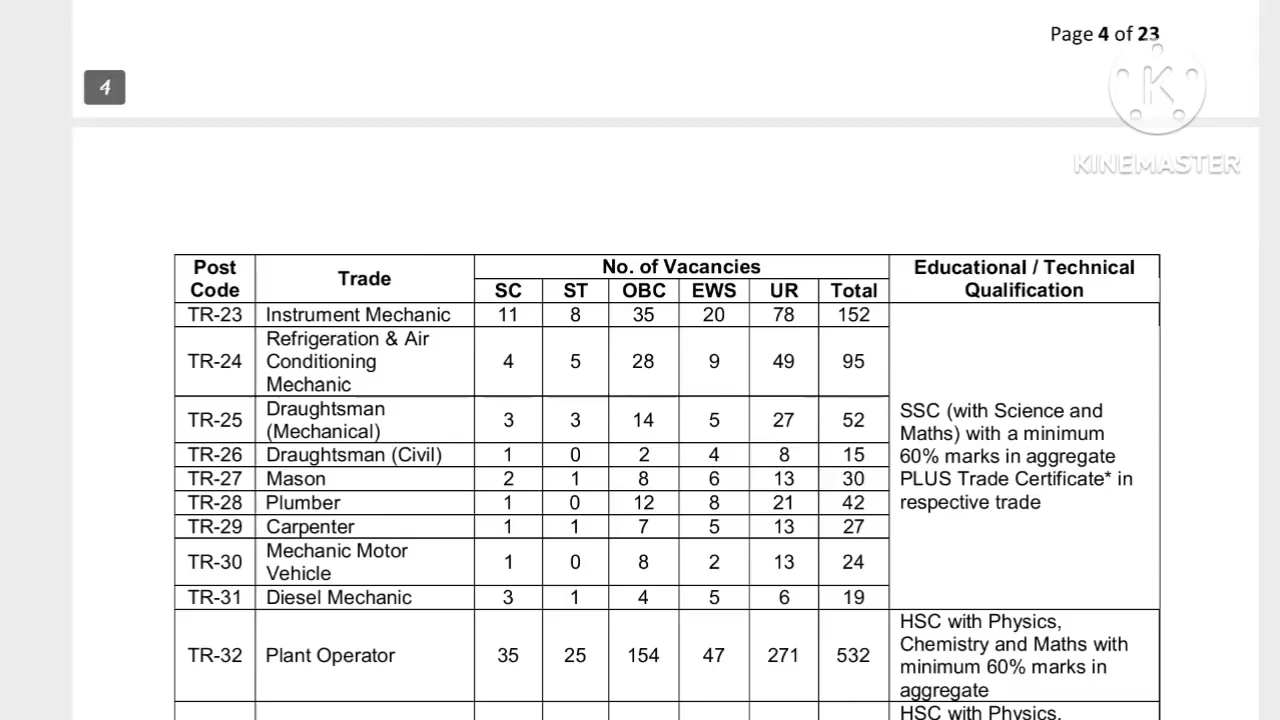 Page 4 of 23
4
KINEMASTER
Post Code Trade No. of Vacancies Educational / Technical Qualification
SC ST OBC EWS UR Total
TR-23 Instrument Mechanic 11 8 35 20 78 152
TR-24 Refrigeration & Air Conditioning Mechanic 4 5 28 9 49 95
TR-25 Draughtsman (Mechanical) 3 3 14 5 27 52
TR-26 Draughtsman (Civil) 1 0 2 4 8 15
TR-27 Mason 2 1 8 6 13 30
TR-28 Plumber 1 0 12 8 21 42
TR-29 Carpenter 1 1 7 5 13 27
TR-30 Mechanic Motor Vehicle 1 0 8 2 13 24
TR-31 Diesel Mechanic 3 1 4 5 6 19
SSC (with Science and
Maths) with a minimum
60% marks in aggregate
PLUS Trade Certificate* in
respective trade
TR-32 Plant Operator 35 25 154 47 271 532
HSC with Physics,
Chemistry and Maths with
minimum 60% marks in
aggregate
HSC with Physics,